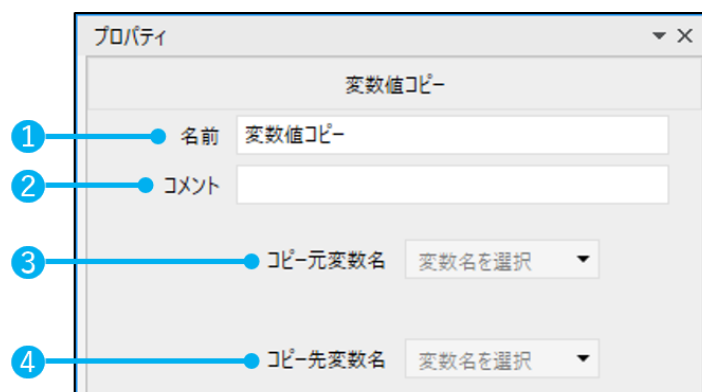 プロパティ
変数値コピー
1 名前 変数値コピー
2 コメント
3 コピー元変数名 変数名を選択
4 コピー先変数名 変数名を選択